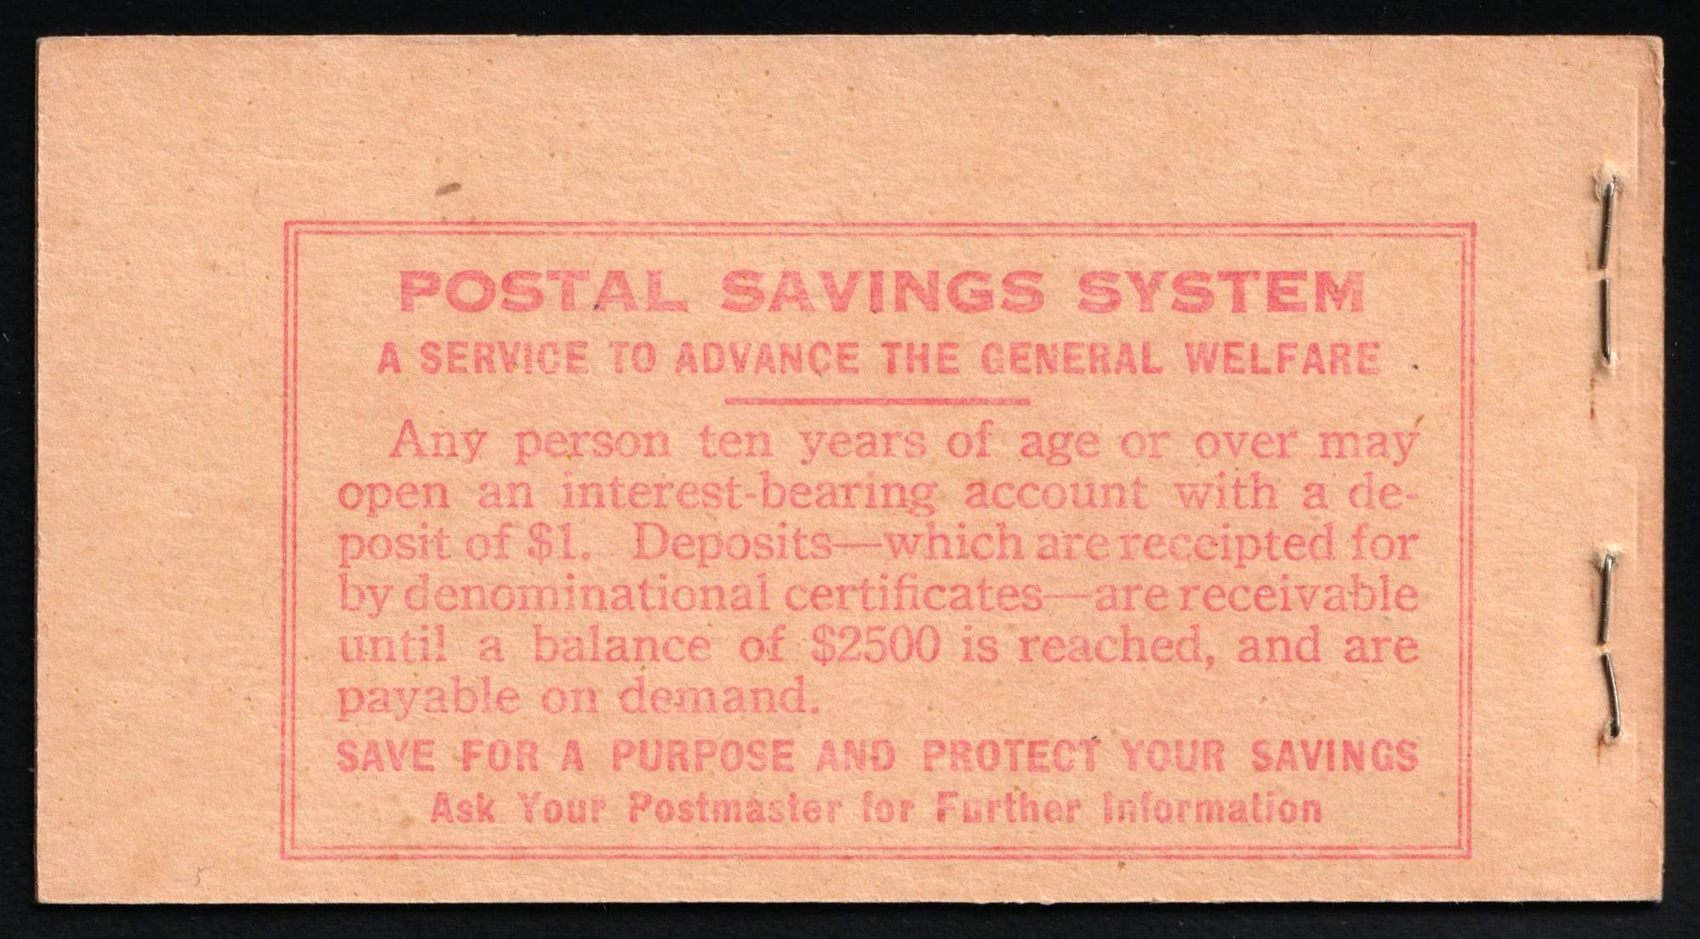 POSTAL SAVINGS SYSTEM
A SERVICE TO ADVANCE THE GENERAL WELFARE
Any person ten years of age or over may
open an interest-bearing account with a de-
posit of $1. Deposits—which are receipted for
by denominational certificates—are receivable
until a balance of $2500 is reached, and are
payable on demand.
SAVE FOR A PURPOSE AND PROTECT YOUR SAVINGS
Ask Your Postmaster for Further Information